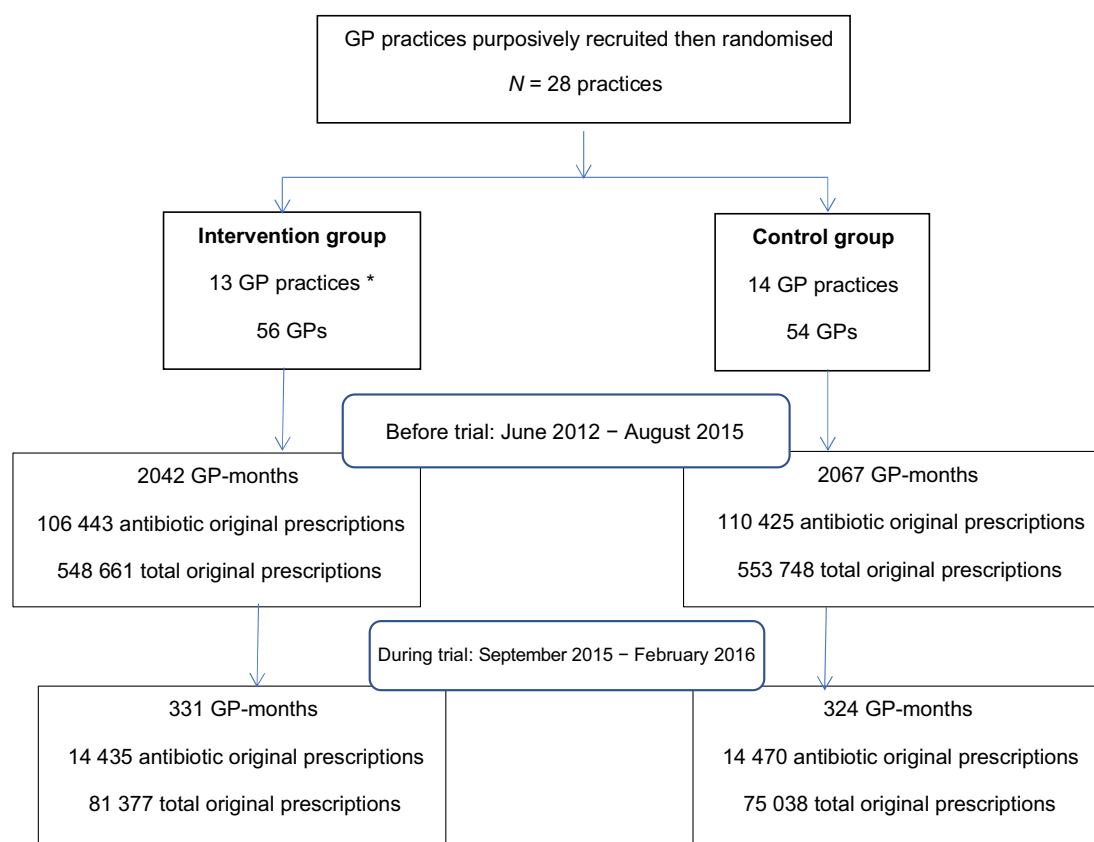 GP practices purposively recruited then randomised
N = 28 practices
Intervention group
13 GP practices *
56 GPs
Control group
14 GP practices
54 GPs
Before trial: June 2012 − August 2015
2042 GP-months
106 443 antibiotic original prescriptions
548 661 total original prescriptions
2067 GP-months
110 425 antibiotic original prescriptions
553 748 total original prescriptions
During trial: September 2015 − February 2016
331 GP-months
14 435 antibiotic original prescriptions
81 377 total original prescriptions
324 GP-months
14 470 antibiotic original prescriptions
75 038 total original prescriptions